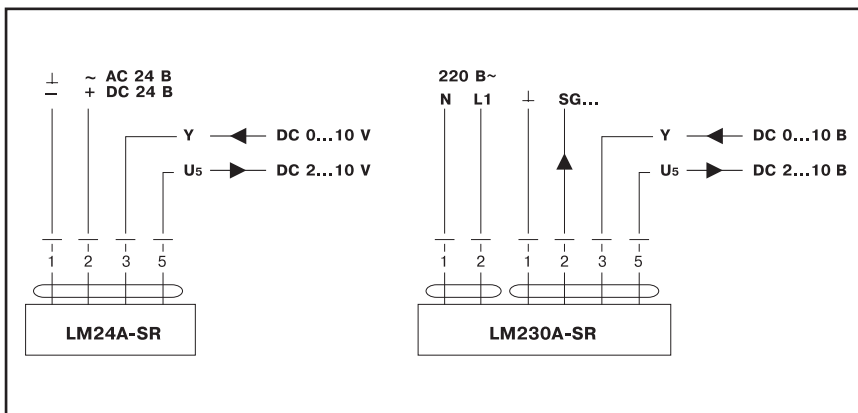 ⊥ ~ AC 24 В
− + DC 24 В
Y DC 0...10 V
U5 DC 2...10 V
1 2 3 5
LM24A-SR
220 В~
N L1 ⊥ SG...
Y DC 0...10 В
U5 DC 2...10 В
1 2 1 2 3 5
LM230A-SR